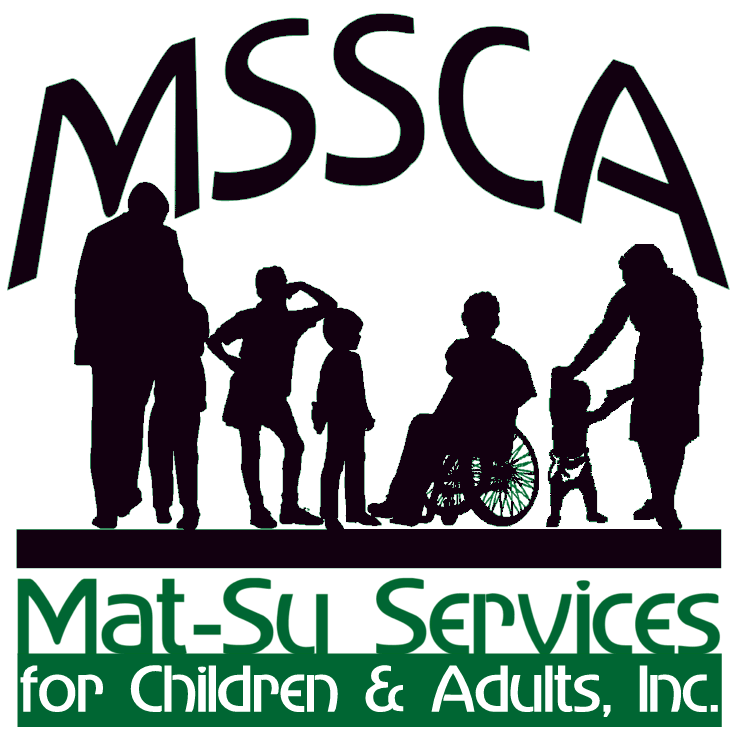 MSSCA
Mat-Su Services
for Children & Adults, Inc.